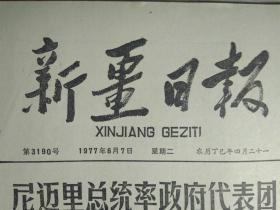 新疆日报
XINJIANG GEZITI
第3190号 1977年6月7日 星期二 农历丁巳年四月二十一
尼迈里总统率政府代表团